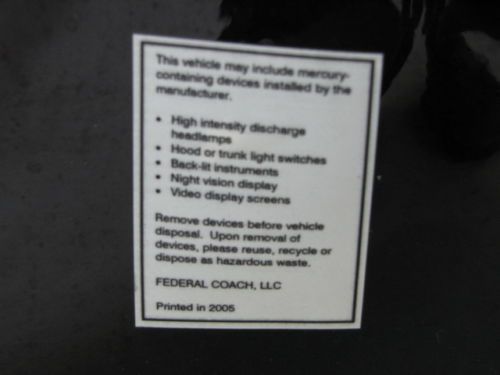 This vehicle may include mercury-
containing devices installed by the
manufacturer.
• High intensity discharge
headlamps
• Hood or trunk light switches
• Back-lit instruments
• Night vision display
• Video display screens
Remove devices before vehicle
disposal. Upon removal of
devices, please reuse, recycle or
dispose as hazardous waste.
FEDERAL COACH, LLC
Printed in 2005